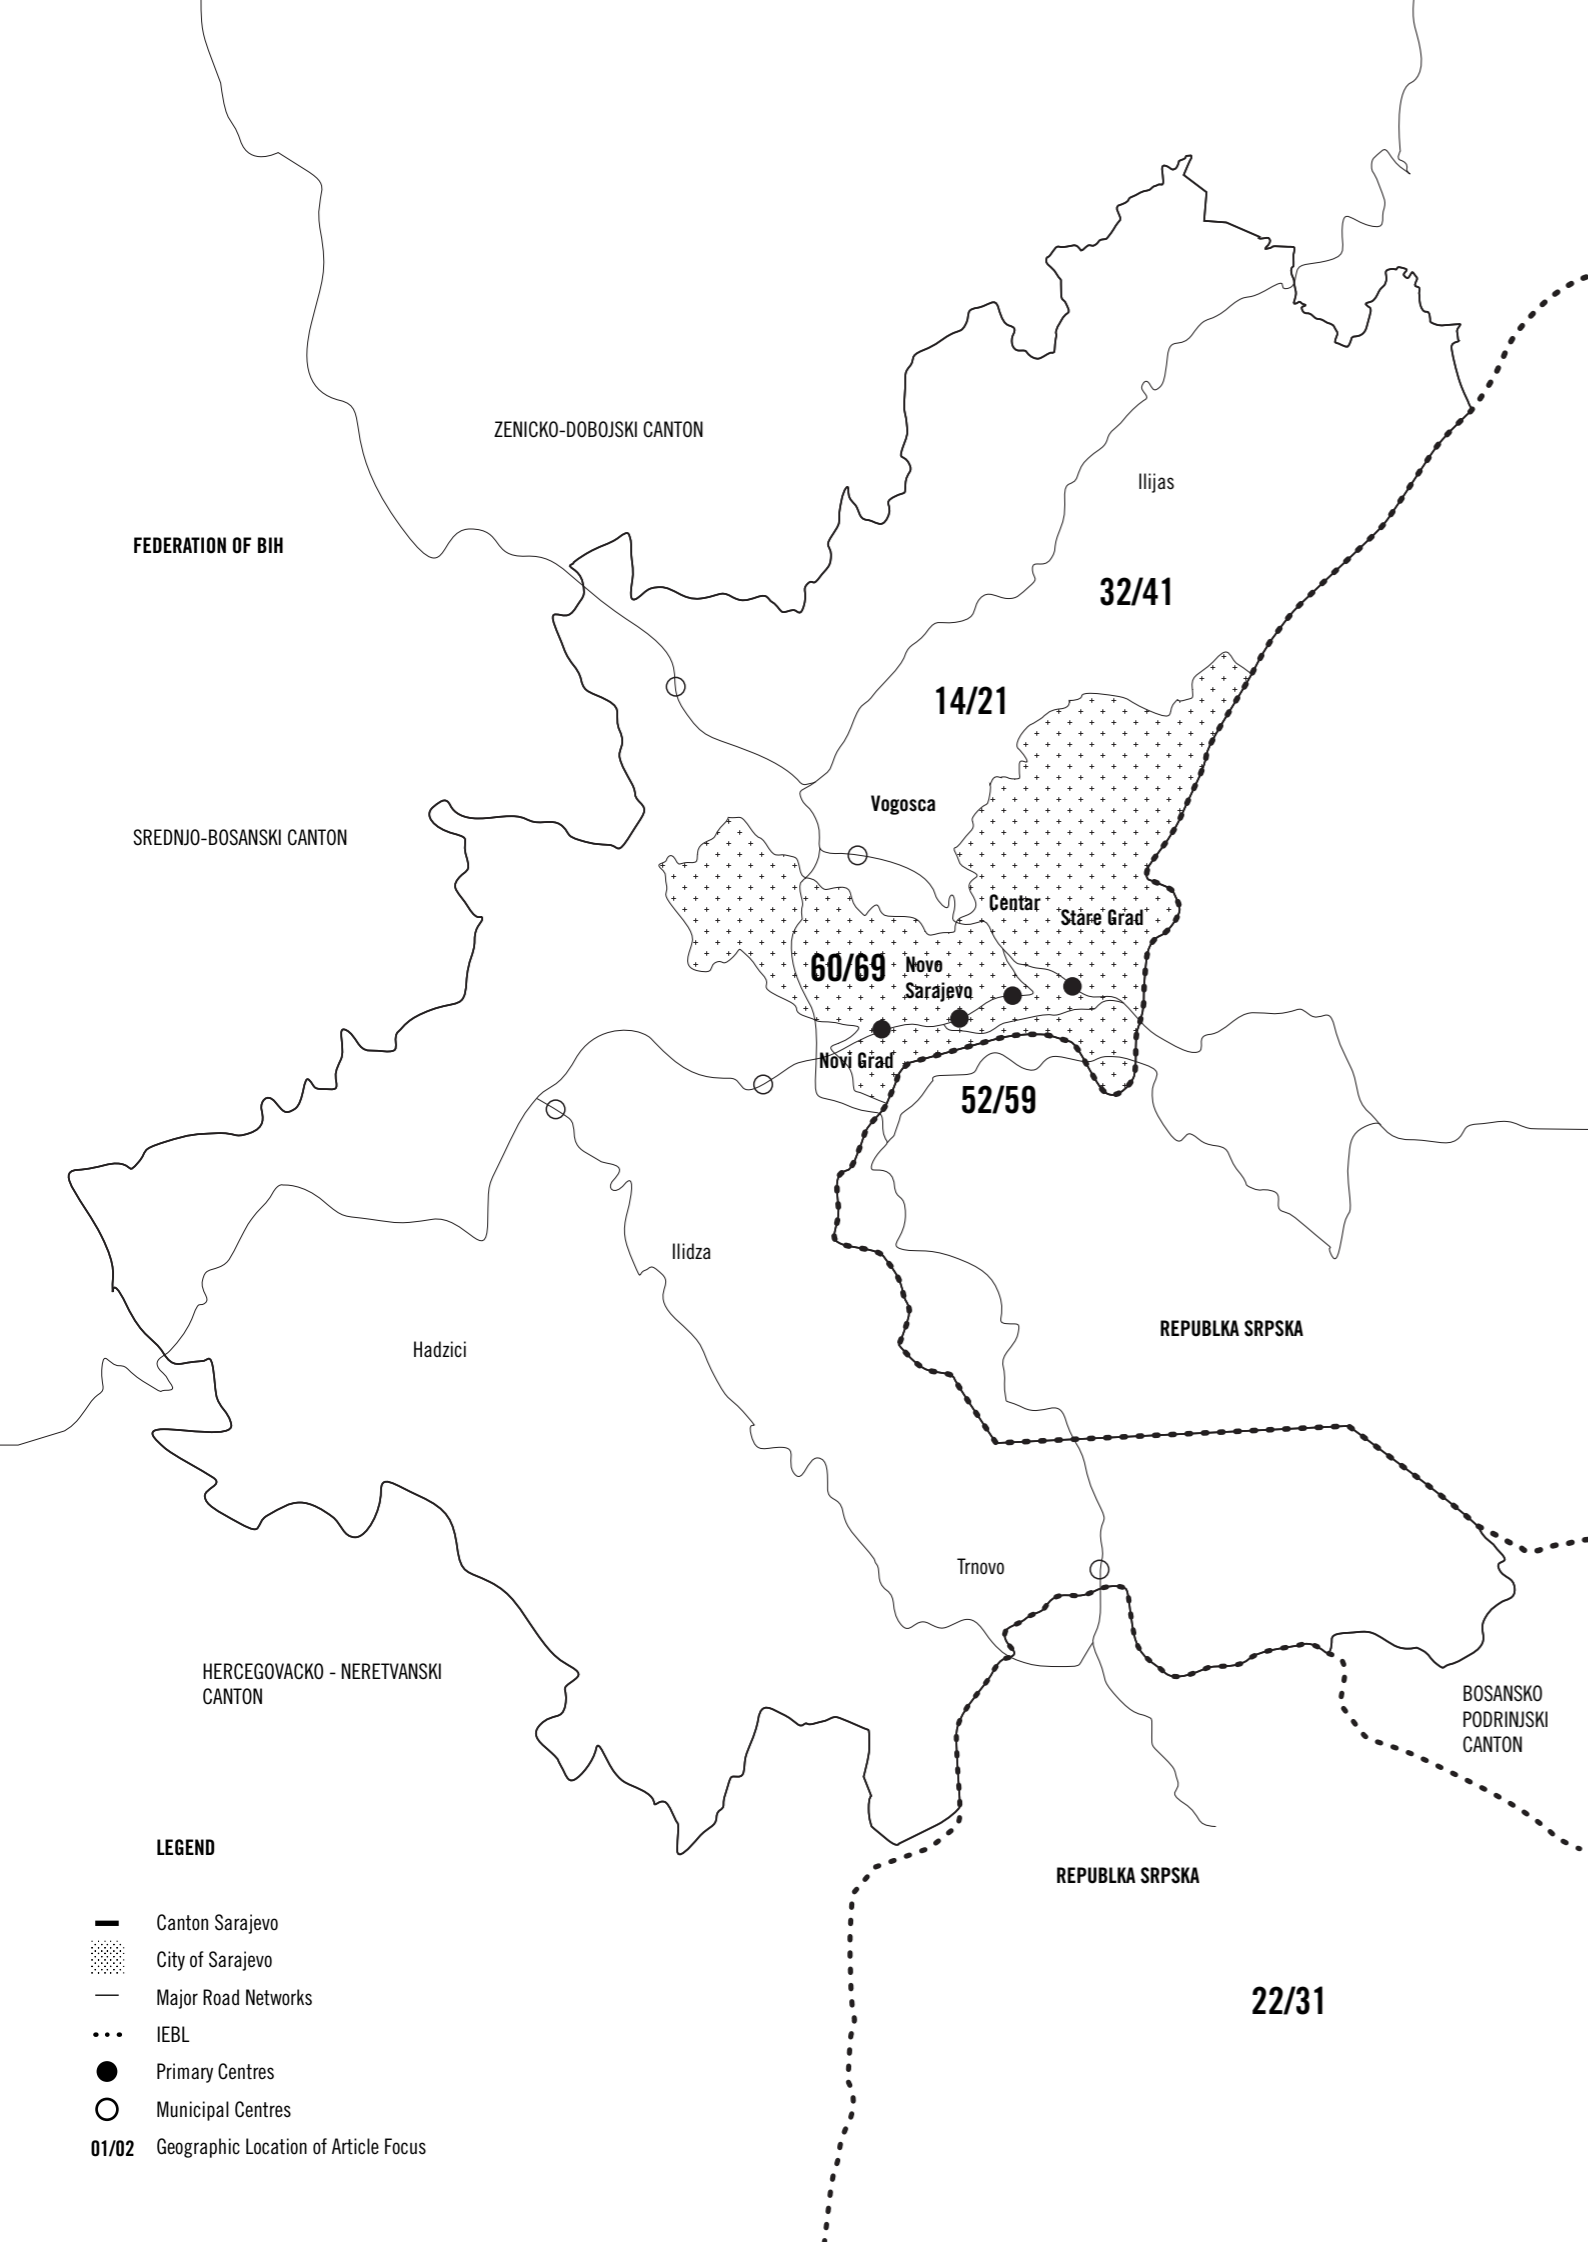 ZENICKO-DOBOJSKI CANTON
Ilijas
FEDERATION OF BIH
32/41
14/21
Vogosca
SREDNJO-BOSANSKI CANTON
Centar
Stare Grad
60/69
Novo
Sarajevo
Novi Grad
52/59
Ilidza
REPUBLKA SRPSKA
Hadzici
Trnovo
HERCEGOVACKO - NERETVANSKI
CANTON
BOSANSKO
PODRINJSKI
CANTON
LEGEND
REPUBLKA SRPSKA
Canton Sarajevo
City of Sarajevo
Major Road Networks
22/31
IEBL
Primary Centres
Municipal Centres
01/02 Geographic Location of Article Focus